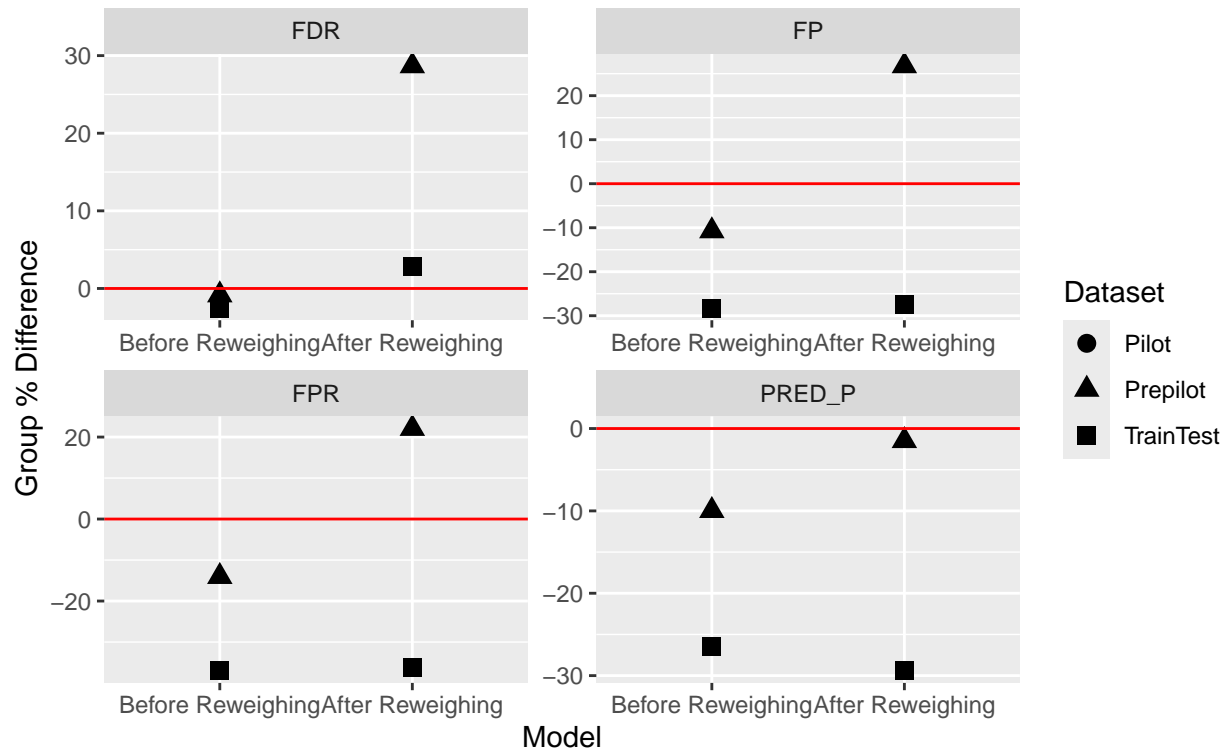 FDR
FP
30
20
10
0
20
10
0
−10
−20
−30
Before Reweighing After Reweighing
Before Reweighing After Reweighing
FPR
PRED_P
20
0
−20
0
−10
−20
−30
Before Reweighing After Reweighing
Before Reweighing After Reweighing
Group % Difference
Model
Dataset
Pilot
Prepilot
TrainTest